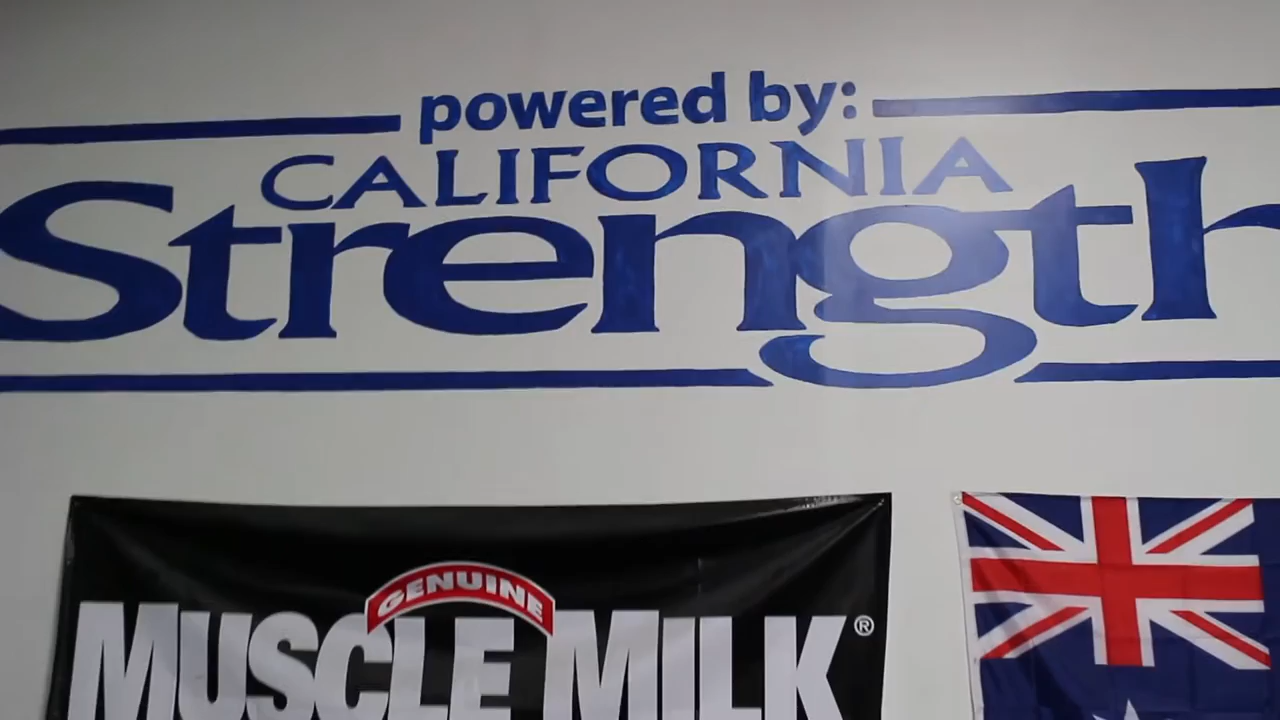 powered by:
CALIFORNIA
Strength
GENUINE
MUSCLE MILK®